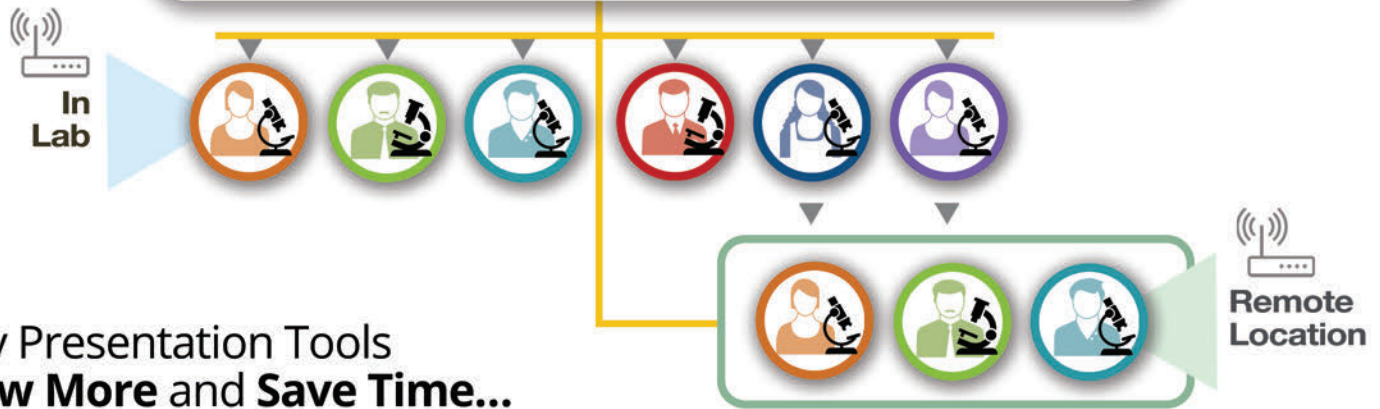 In
Lab
Remote
Location
Presentation Tools
More and Save Time...